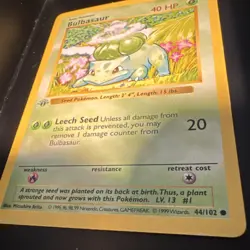 Bulbasaur
40 HP
Seed Pokémon. Length: 2' 4", Weight: 15 lbs.
Leech Seed Unless all damage from
this attack is prevented, you may
remove 1 damage counter from
Bulbasaur.
20
weakness
resistance
retreat cost
A strange seed was planted on its back at birth. The plant
sprouted and now grows with this Pokémon. LV. 13 #1
44/102